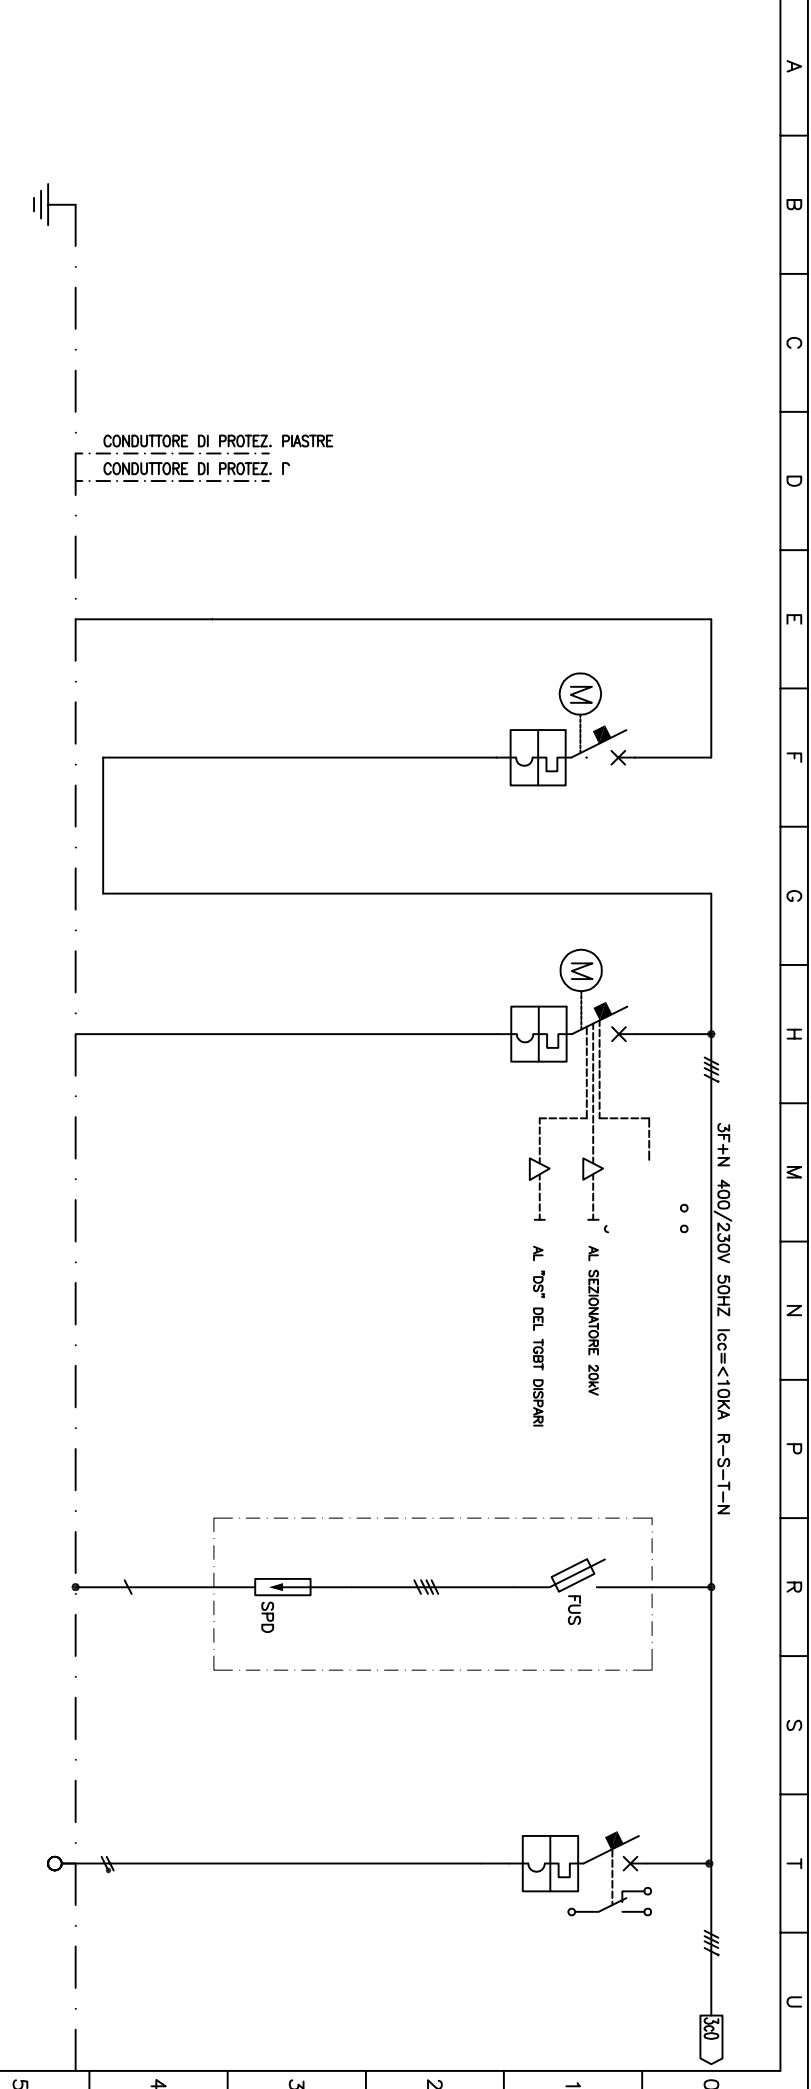 A
B
C
D
E
F
G
H
M
N
P
R
S
T
U
CONDUTTORE DI PROTEZ. PIASTRE
CONDUTTORE DI PROTEZ.
M
M
3F+N 400/230V 50HZ Icc=<10KA R-S-T-N
AL SEZIONATORE 20kV
AL "DS" DEL TGBT DISPARI
FUS
SPD
3c0
0
1
2
3
4
5